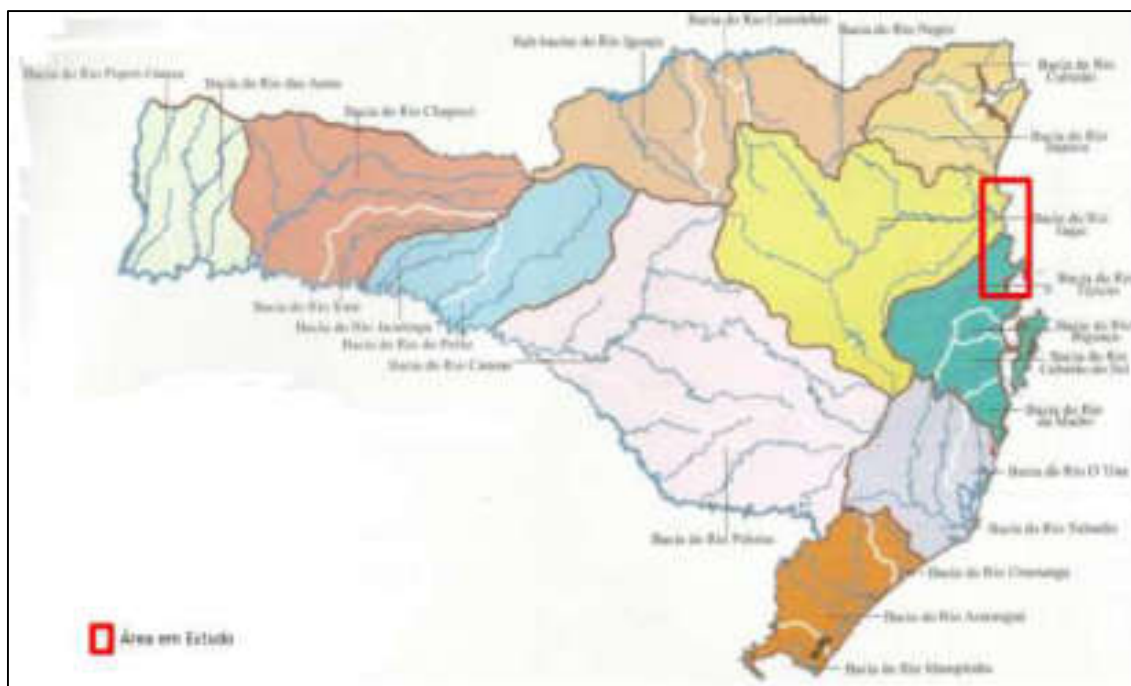 Bacia do Rio Canoinhas
Bacia do Rio Negro
Sub-bacias do Rio Iguaçu
Bacia do Rio
Cubatão
Bacia do Rio Peperi-Guaçu
Bacia do Rio das Antas
Bacia do Rio Chapecó
Bacia do Rio
Itapocu
Bacia do Rio
Itajaí
Bacia do Rio
Tijucas
Bacia do Rio Irani
Bacia do Rio Jacutinga
Bacia do Rio do Peixe
Bacia do Rio Canoas
Bacia do Rio
Biguaçu
Bacia do Rio
Cubatão do Sul
Bacia do Rio
da Madre
Bacia do Rio D'Una
Bacia do Rio Tubarão
Bacia do Rio Pelotas
Bacia do Rio Urussanga
Bacia do Rio Araranguá
Bacia do Rio Mampituba
Área em Estudo